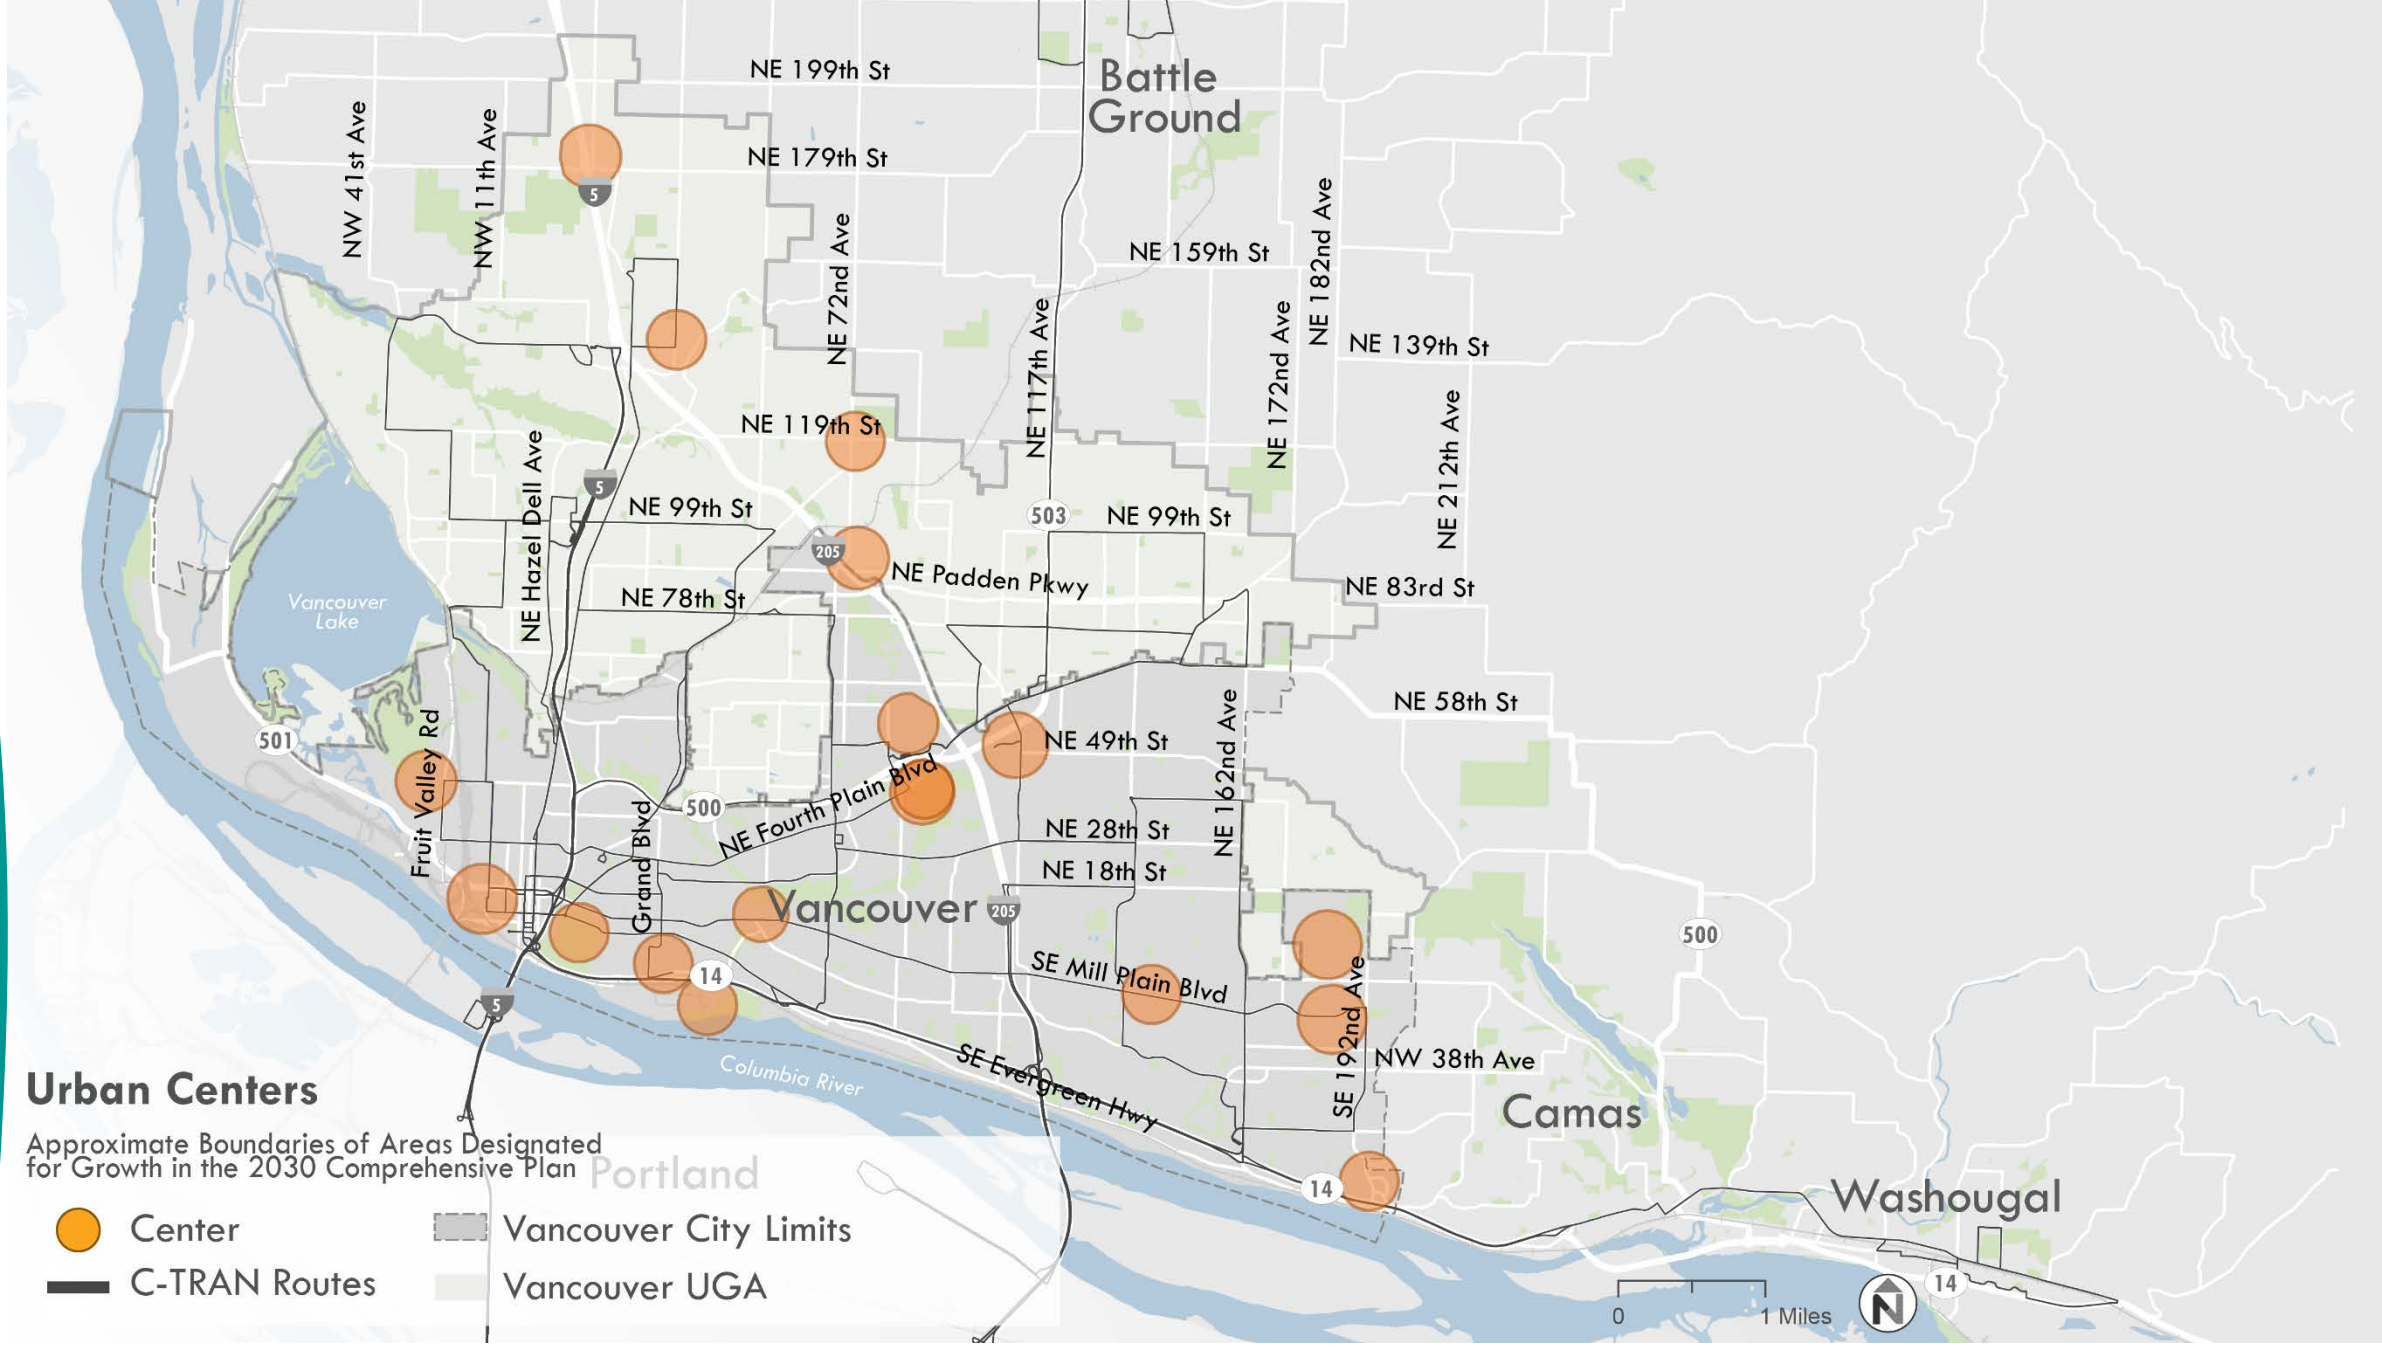 NE 199th St
Battle
Ground
NW 41st Ave
NW 11th Ave
NE 179th St
5
NE 72nd Ave
NE 159th St
NE 182nd Ave
NE 117th Ave
NE 172nd Ave
NE 139th St
NE 119th St
NE 212th Ave
NE Hazel Dell Ave
5
NE 99th St
503
NE 99th St
205
NE Padden Pkwy
NE 83rd St
NE 78th St
Vancouver
Lake
NE 58th St
NE 162nd Ave
501
Fruit Valley Rd
NE 49th St
500
NE Fourth Plain Blvd
Grand Blvd
NE 28th St
NE 18th St
Vancouver
205
500
14
SE Mill Plain Blvd
SE 192nd Ave
5
NW 38th Ave
Columbia River
SE Evergreen Hwy
Camas
14
Washougal
14
Portland
Urban Centers
Approximate Boundaries of Areas Designated
for Growth in the 2030 Comprehensive Plan
Center
Vancouver City Limits
C-TRAN Routes
Vancouver UGA
0 1 Miles
N